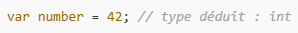 var number = 42; // type déduit : int